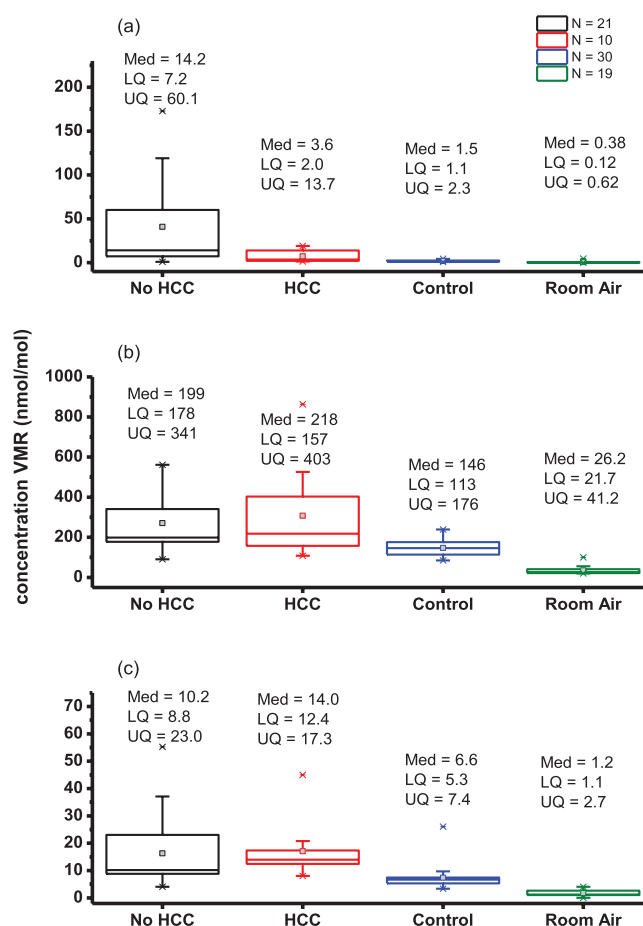 (a)
N = 21
N = 10
N = 30
N = 19
Med = 14.2
LQ = 7.2
UQ = 60.1
Med = 3.6
LQ = 2.0
UQ = 13.7
Med = 1.5
LQ = 1.1
UQ = 2.3
Med = 0.38
LQ = 0.12
UQ = 0.62
200
150
100
50
0
No HCC HCC Control Room Air
concentration VMR (nmol/mol)
(b)
Med = 199
LQ = 178
UQ = 341
Med = 218
LQ = 157
UQ = 403
Med = 146
LQ = 113
UQ = 176
Med = 26.2
LQ = 21.7
UQ = 41.2
1000
800
600
400
200
0
No HCC HCC Control Room Air
(c)
Med = 10.2
LQ = 8.8
UQ = 23.0
Med = 14.0
LQ = 12.4
UQ = 17.3
Med = 6.6
LQ = 5.3
UQ = 7.4
Med = 1.2
LQ = 1.1
UQ = 2.7
70
60
50
40
30
20
10
0
No HCC HCC Control Room Air